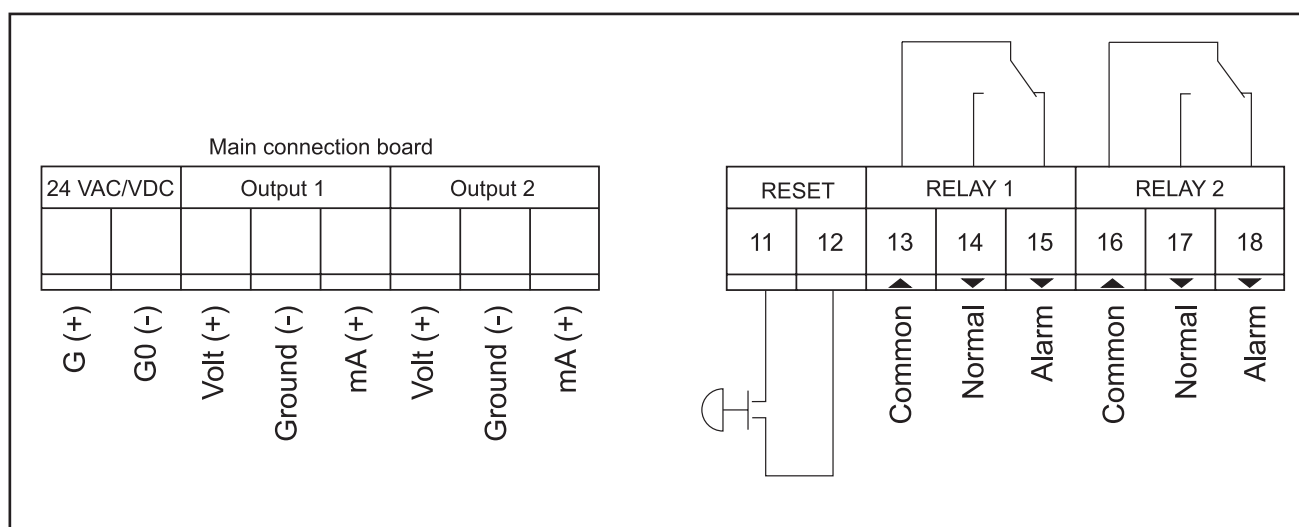 Main connection board
24 VAC/VDC Output 1 Output 2
G (+) G0 (-) Volt (+) Ground (-) mA (+) Volt (+) Ground (-) mA (+)
RESET RELAY 1 RELAY 2
11 12 13 14 15 16 17 18
Common Normal Alarm Common Normal Alarm